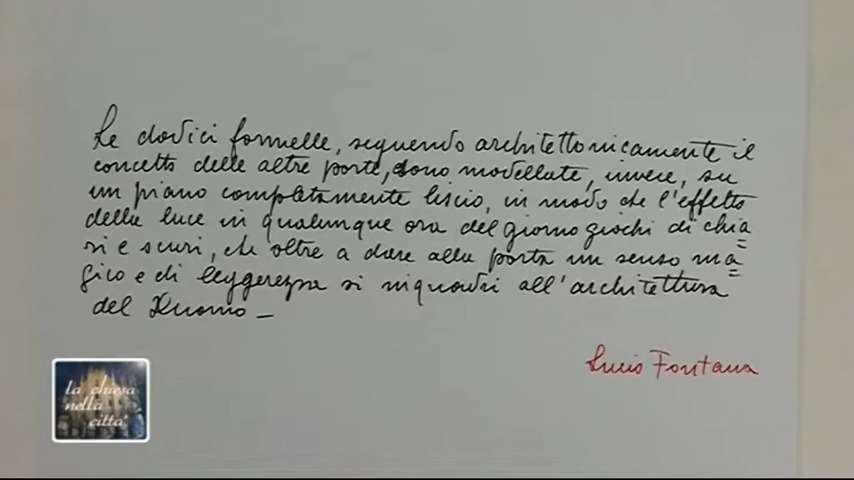 Le dodici formelle, seguendo architettonicamente il
concetto delle altre porte, sono modellate, invece, su
un piano completamente liscio, in modo che l'effetto
della luce in qualunque ora del giorno giochi di chia=
ri e scuri, che oltre a dare alla porta un senso ma=
gico e di leggerezza si inquadri all'architettura
del Duomo —
Lucio Fontana
la chiesa
nella
città